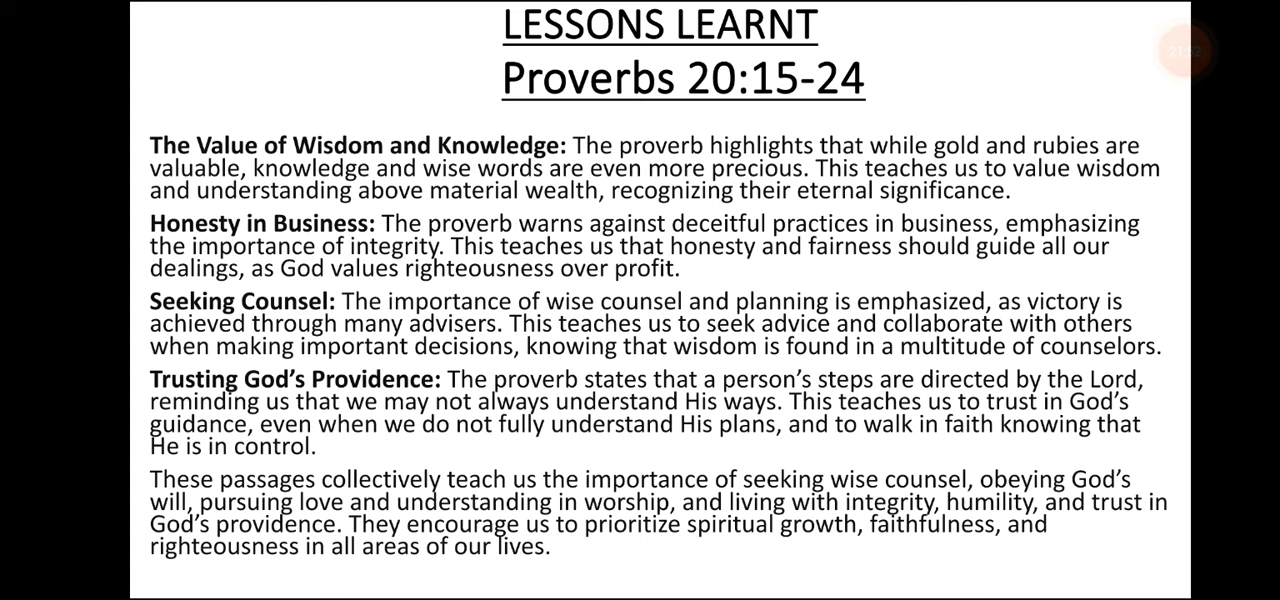 LESSONS LEARNT
Proverbs 20:15-24
21:52
The Value of Wisdom and Knowledge: The proverb highlights that while gold and rubies are
valuable, knowledge and wise words are even more precious. This teaches us to value wisdom
and understanding above material wealth, recognizing their eternal significance.
Honesty in Business: The proverb warns against deceitful practices in business, emphasizing
the importance of integrity. This teaches us that honesty and fairness should guide all our
dealings, as God values righteousness over profit.
Seeking Counsel: The importance of wise counsel and planning is emphasized, as victory is
achieved through many advisers. This teaches us to seek advice and collaborate with others
when making important decisions, knowing that wisdom is found in a multitude of counselors.
Trusting God’s Providence: The proverb states that a person’s steps are directed by the Lord,
reminding us that we may not always understand His ways. This teaches us to trust in God’s
guidance, even when we do not fully understand His plans, and to walk in faith knowing that
He is in control.
These passages collectively teach us the importance of seeking wise counsel, obeying God’s
will, pursuing love and understanding in worship, and living with integrity, humility, and trust in
God’s providence. They encourage us to prioritize spiritual growth, faithfulness, and
righteousness in all areas of our lives.